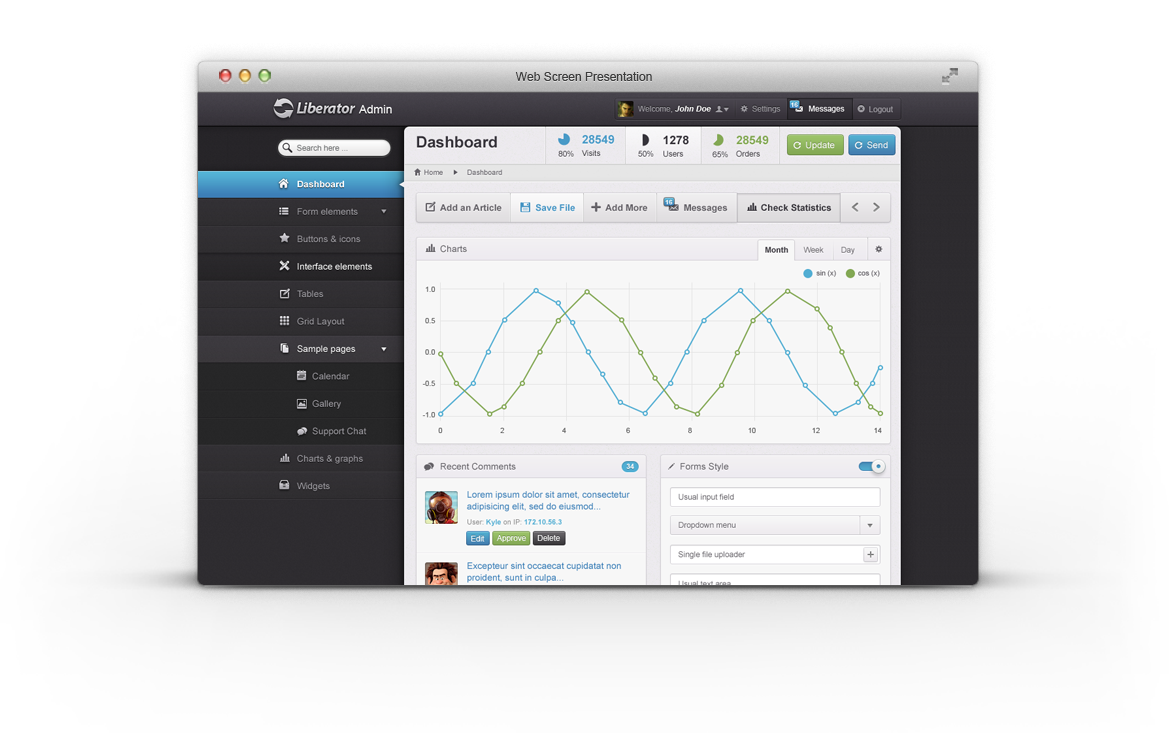 Web Screen Presentation
Liberator Admin
Welcome, John Doe
Settings
16
Messages
Logout
Search here ...
Dashboard
Form elements
Buttons & icons
Interface elements
Tables
Grid Layout
Sample pages
Calendar
Gallery
Support Chat
Charts & graphs
Widgets
Dashboard
80%
28549
Visits
50%
1278
Users
65%
28549
Orders
Update
Send
Home
Dashboard
Add an Article
Save File
Add More
16
Messages
Check Statistics
Charts
Month
Week
Day
sin (x)
cos (x)
1.0
0.5
0.0
-0.5
-1.0
0 2 4 6 8 10 12 14
Recent Comments
34
Lorem ipsum dolor sit amet, consectetur
adipisicing elit, sed do eiusmod...
User: Kyle on IP: 172.10.56.3
Edit
Approve
Delete
Excepteur sint occaecat cupidatat non
proident, sunt in culpa...
Forms Style
Usual input field
Dropdown menu
Single file uploader
Usual text area